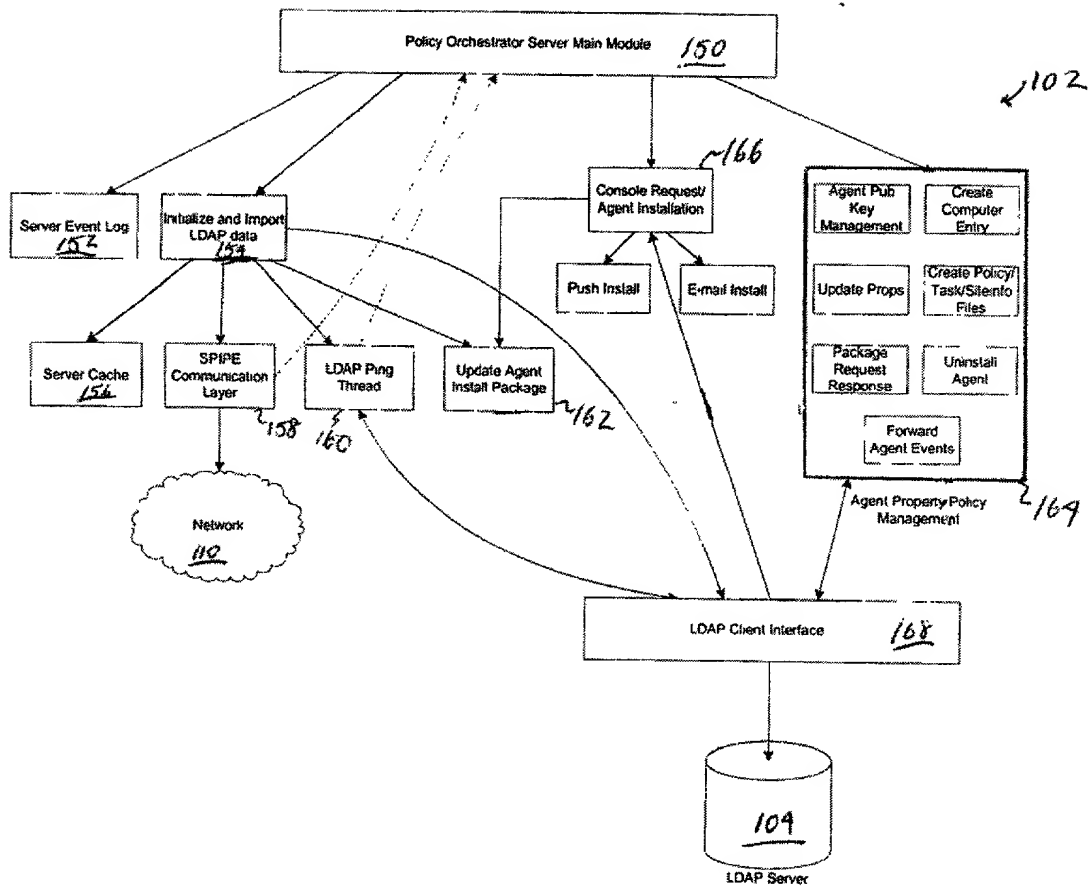 Policy Orchestrator Server Main Module 150
102
166
Server Event Log
152
Initialize and Import
LDAP data
154
Console Request/
Agent Installation
Agent Pub
Key
Management
Create
Computer
Entry
Push Install
E-mail Install
Update Props
Create Policy/
Task/Siteinfo
Files
Server Cache
156
SPIPE
Communication
Layer
158
LDAP Ping
Thread
160
Update Agent
Install Package
162
Package
Request
Response
Uninstall
Agent
Forward
Agent Events
164
Agent Property/Policy
Management
Network
110
LDAP Client Interface 168
104
LDAP Server